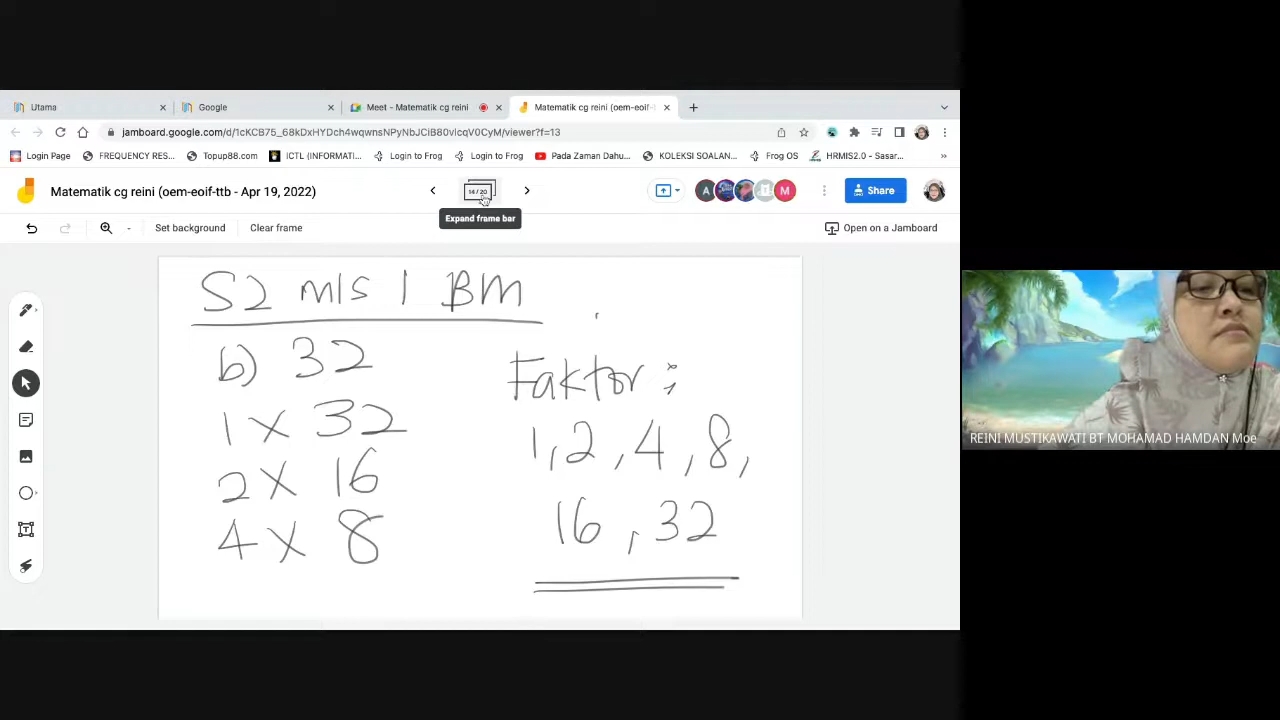 Utama
Google
Meet - Matematik cg reini
Matematik cg reini (oem-eoif-t
jamboard.google.com/d/1cKCB75_68kDxHYDch4wqwnsNPyNbJCiB80vIcqV0CyM/viewer?f=13
Login Page
FREQUENCY RES...
Topup88.com
ICTL (INFORMATI...
Login to Frog
Login to Frog
Pada Zaman Dahu...
KOLEKSI SOALAN...
Frog OS
HRMIS2.0 - Sasar...
Matematik cg reini (oem-eoif-ttb - Apr 19, 2022)
14 / 20
A
M
Share
Expand frame bar
Set background
Clear frame
Open on a Jamboard
S2 m/s 1 BM
b) 32
1 x 32
2 x 16
4 x 8
Faktor ;
1, 2 , 4 , 8,
16 , 32
REINI MUSTIKAWATI BT MOHAMAD HAMDAN Moe